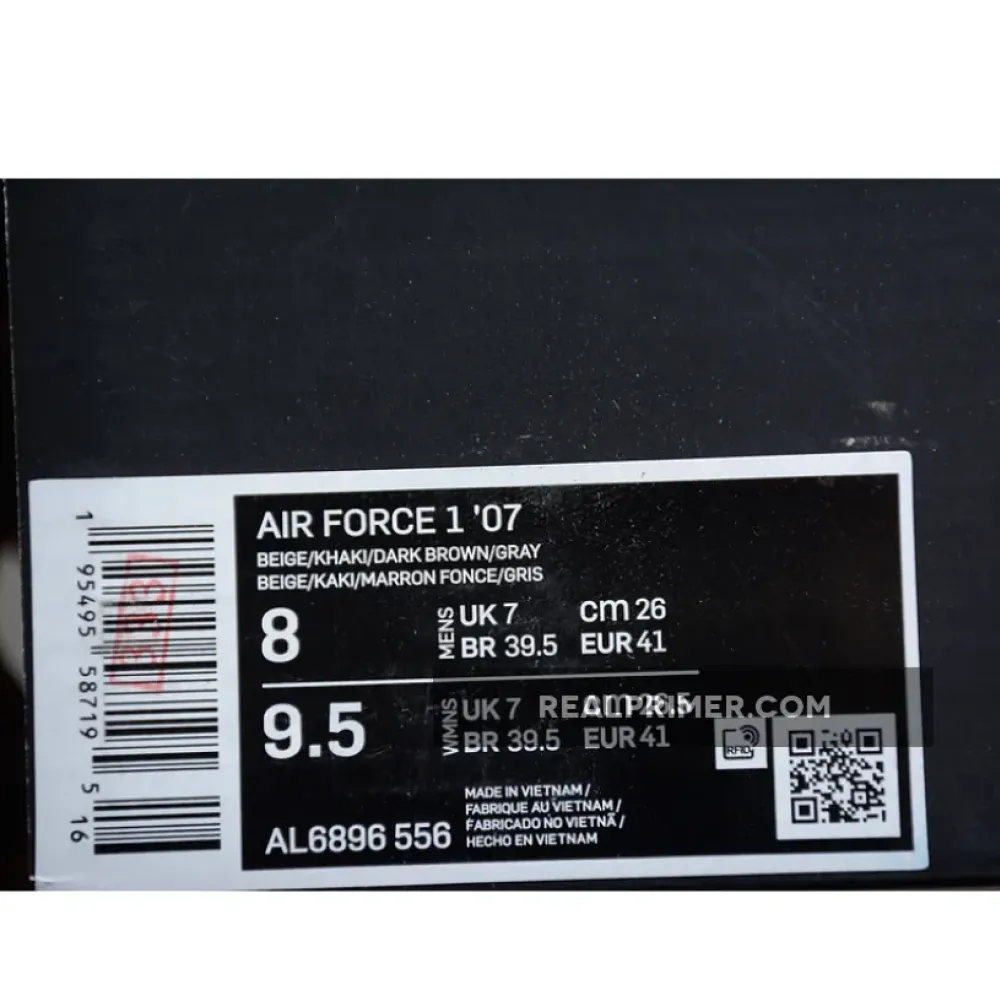 AIR FORCE 1 '07
BEIGE/KHAKI/DARK BROWN/GRAY
BEIGE/KAKI/MARRON FONCE/GRIS
8 MENS UK 7 cm 26
BR 39.5 EUR 41
9.5 WMNS UK 7 cm 26.5
BR 39.5 EUR 41
REALPRIMER.COM
RFID
MADE IN VIETNAM /
FABRIQUE AU VIETNAM /
FABRICADO NO VIETNÃ /
HECHO EN VIETNAM
AL6896 556
1 95495 58719 5 16